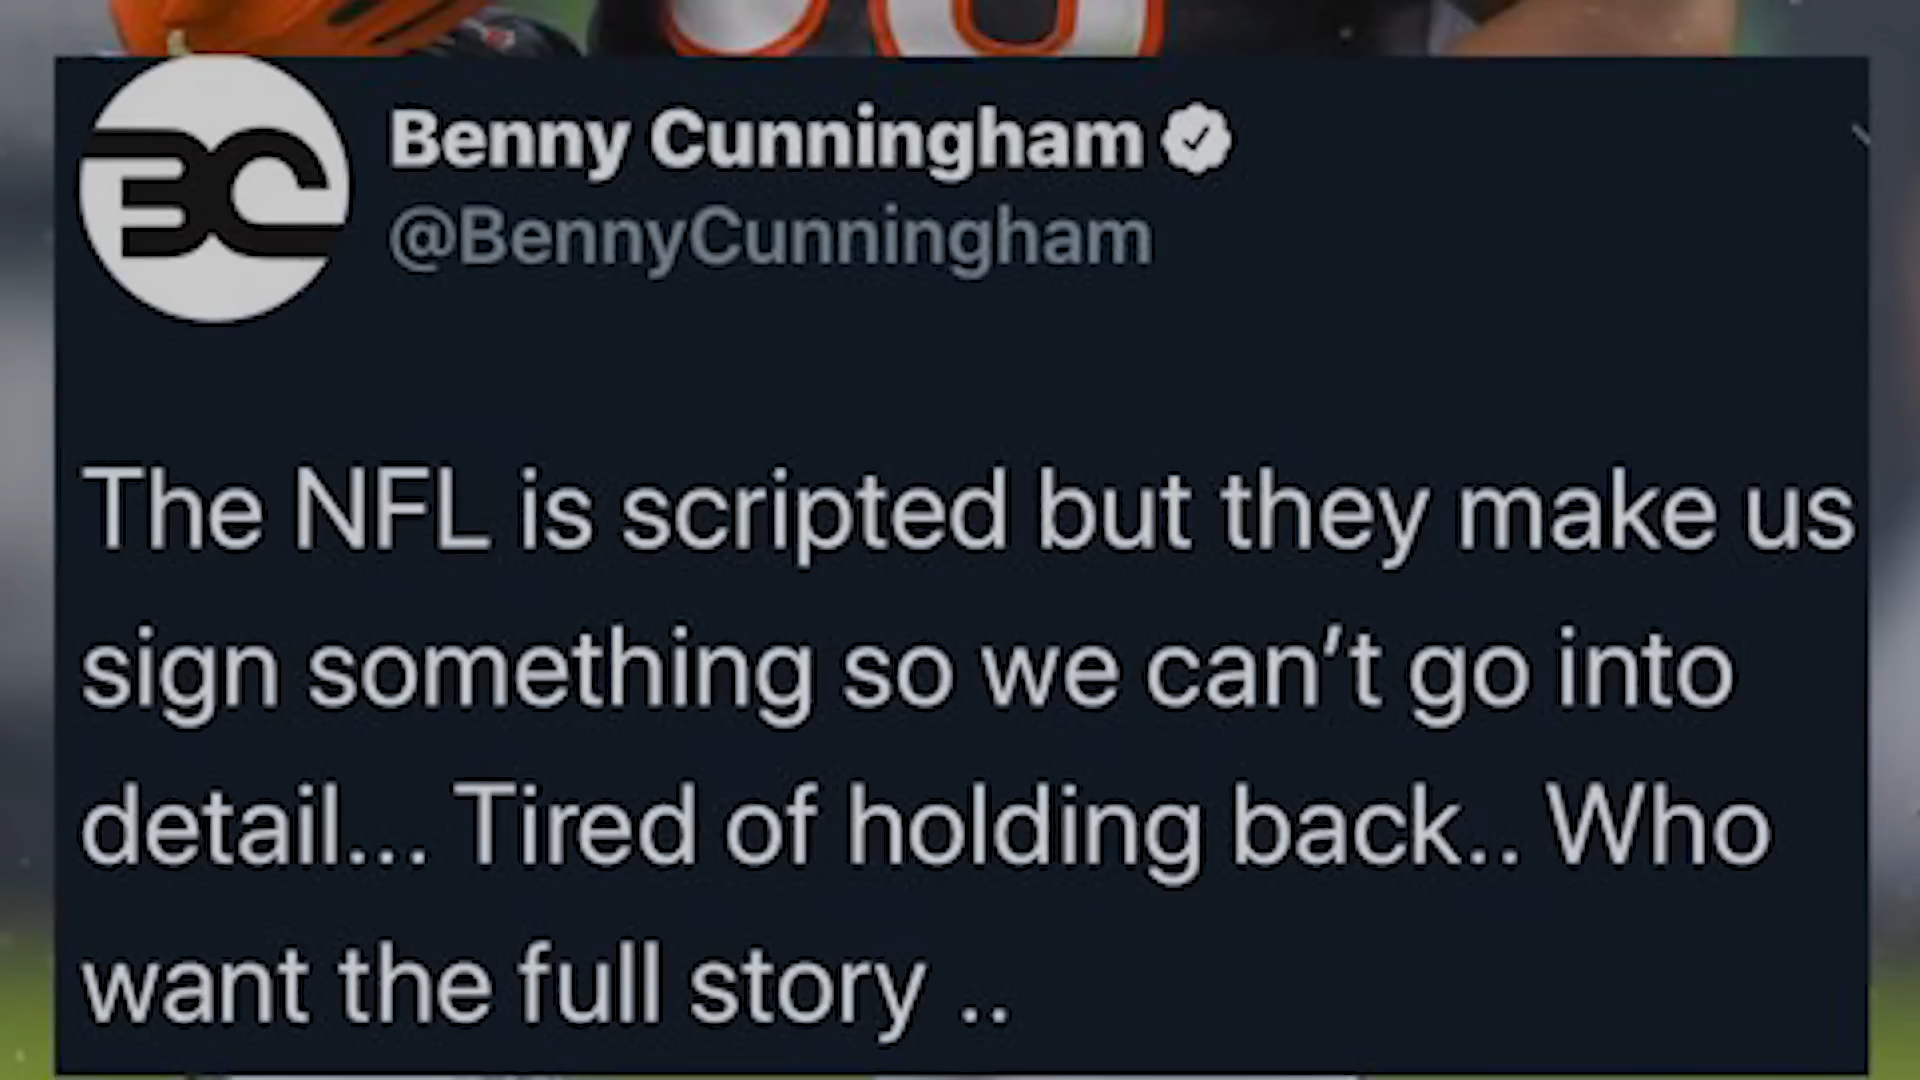 BC
Benny Cunningham
@BennyCunningham
The NFL is scripted but they make us
sign something so we can't go into
detail... Tired of holding back.. Who
want the full story ..